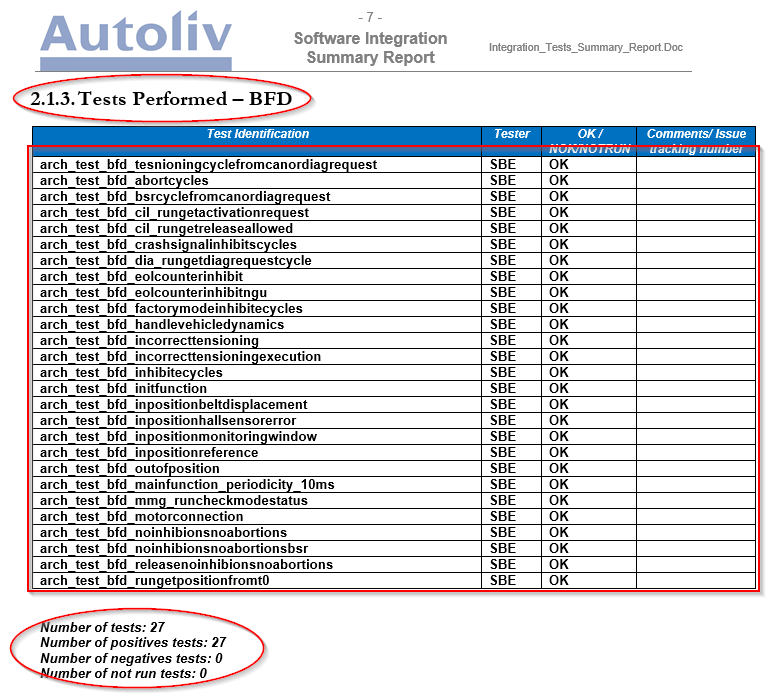 Autoliv
- 7 -
Software Integration
Summary Report
Integration_Tests_Summary_Report.Doc
2.1.3. Tests Performed – BFD
Test Identification Tester OK / NOK/NOTRUN Comments/ Issue tracking number
arch_test_bfd_tesnioningcyclefromcanordiagrequest SBE OK
arch_test_bfd_abortcycles SBE OK
arch_test_bfd_bsrcyclefromcanordiagrequest SBE OK
arch_test_bfd_cil_rungetactivationrequest SBE OK
arch_test_bfd_cil_rungetreleaseallowed SBE OK
arch_test_bfd_crashsignalinhibitscycles SBE OK
arch_test_bfd_dia_rungetdiagrequestcycle SBE OK
arch_test_bfd_eolcounterinhibit SBE OK
arch_test_bfd_eolcounterinhibitngu SBE OK
arch_test_bfd_factorymodeinhibitecycles SBE OK
arch_test_bfd_handlevehicledynamics SBE OK
arch_test_bfd_incorrecttensioning SBE OK
arch_test_bfd_incorrecttensioningexecution SBE OK
arch_test_bfd_inhibitecycles SBE OK
arch_test_bfd_initfunction SBE OK
arch_test_bfd_inpositionbeltdisplacement SBE OK
arch_test_bfd_inpositionhallsensorerror SBE OK
arch_test_bfd_inpositionmonitoringwindow SBE OK
arch_test_bfd_inpositionreference SBE OK
arch_test_bfd_outofposition SBE OK
arch_test_bfd_mainfunction_periodicity_10ms SBE OK
arch_test_bfd_mmg_runcheckmodestatus SBE OK
arch_test_bfd_motorconnection SBE OK
arch_test_bfd_noinhibionsnoabortions SBE OK
arch_test_bfd_noinhibionsnoabortionsbsr SBE OK
arch_test_bfd_releasenoinhibionsnoabortions SBE OK
arch_test_bfd_rungetpositionfromt0 SBE OK
Number of tests: 27
Number of positives tests: 27
Number of negatives tests: 0
Number of not run tests: 0